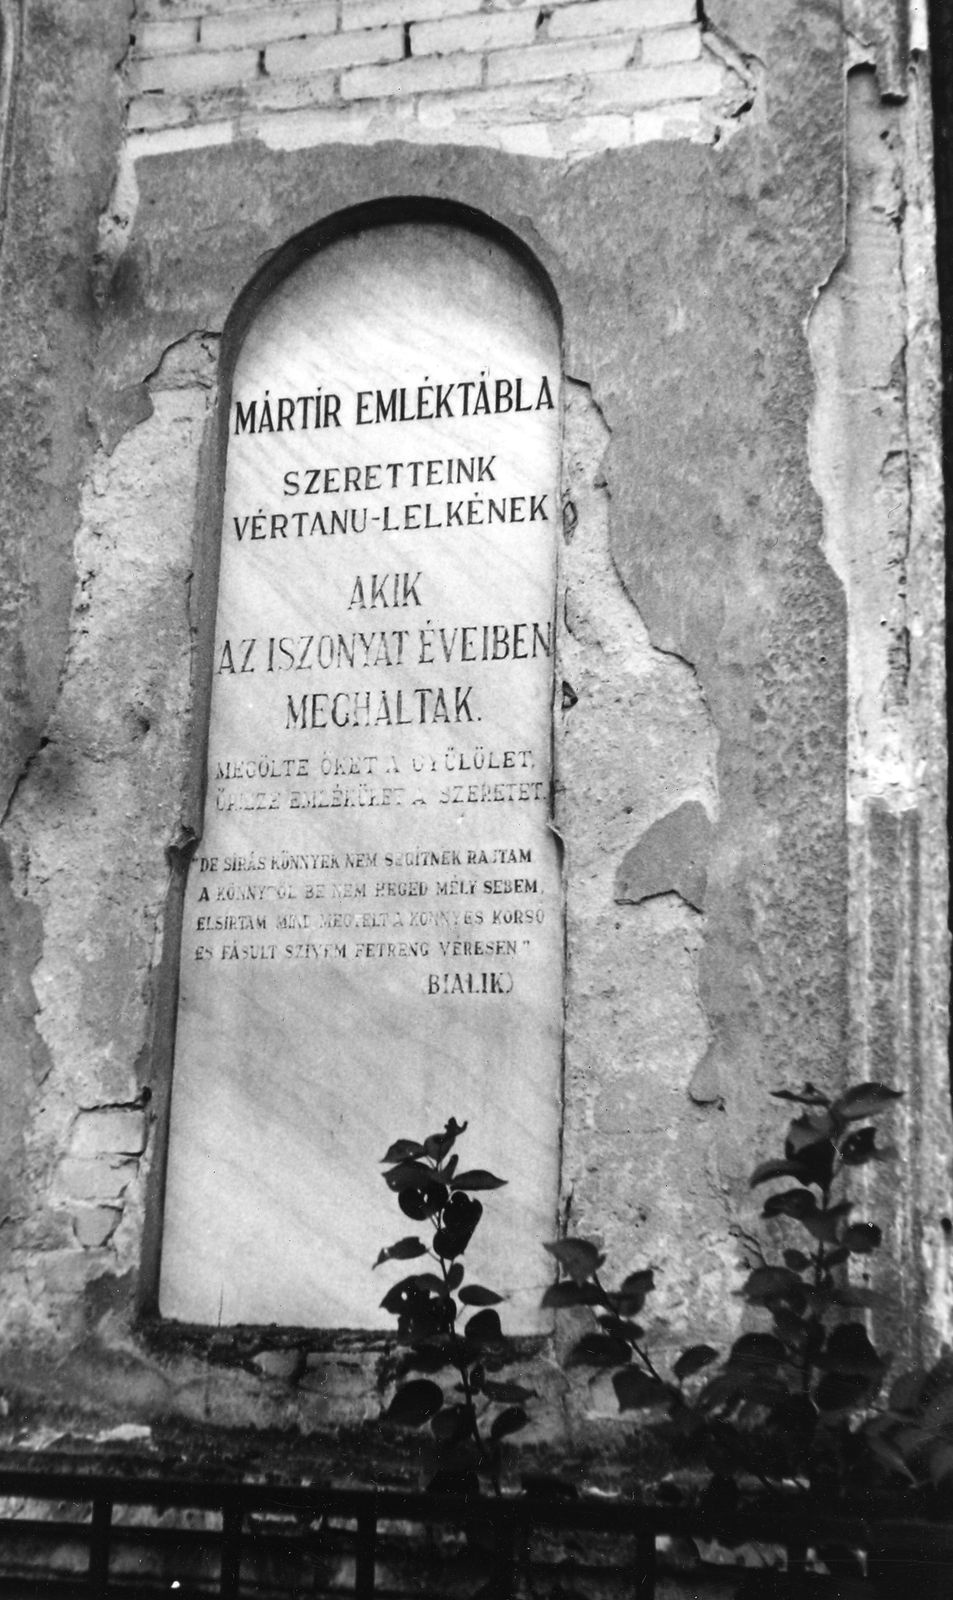 MÁRTÍR EMLÉKTÁBLA
SZERETTEINK
VÉRTANU-LELKÉNEK
AKIK
AZ ISZONYAT ÉVEIBEN
MEGHALTAK.
MEGÖLTE ŐKET A GYŰLÖLET,
ŐRIZZE EMLÉKÜKET A SZERETET.
"DE SÍRÁS KÖNNYEK NEM SEGÍTNEK RAJTAM
A KÖNNYTŐL BE NEM HEGED MÉLY SEBEM,
ELSÍRTAM MIND MEGTELT A KÖNNYES KORSÓ
ÉS FÁSULT SZÍVEM FETRENG VÉRESEN"
BIALIK)